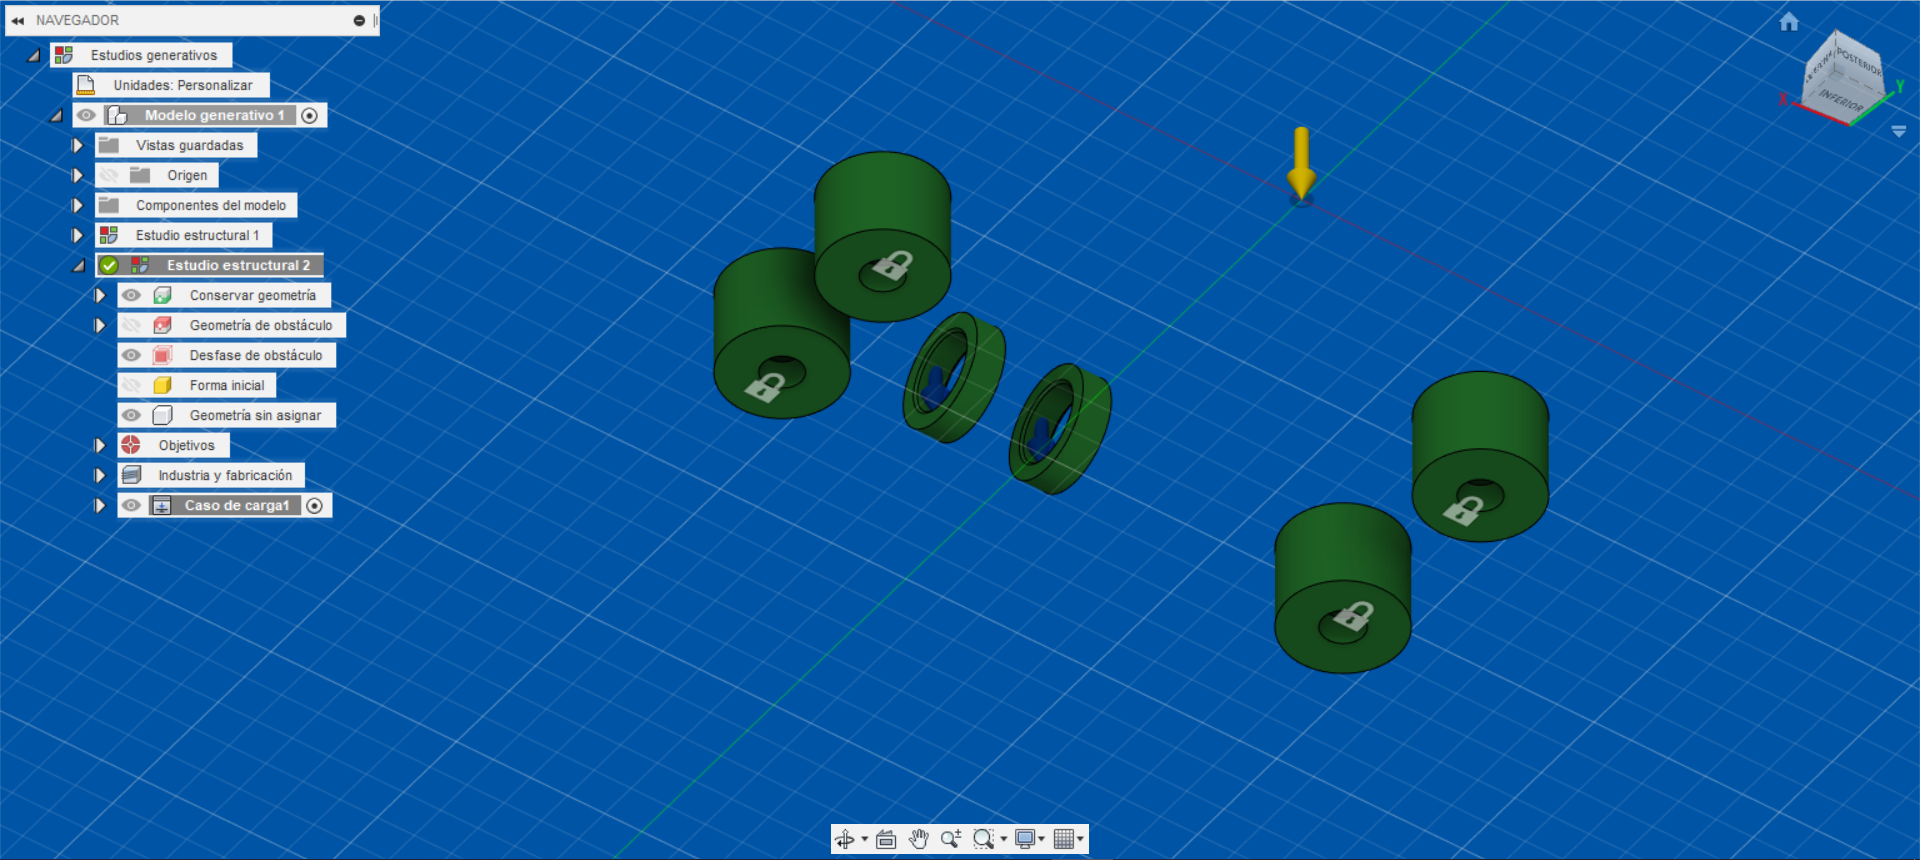 NAVEGADOR
Estudios generativos
Unidades: Personalizar
Modelo generativo 1
Vistas guardadas
Origen
Componentes del modelo
Estudio estructural 1
Estudio estructural 2
Conservar geometría
Geometría de obstáculo
Desfase de obstáculo
Forma inicial
Geometría sin asignar
Objetivos
Industria y fabricación
Caso de carga1
POSTERIOR
INFERIOR
X
Y